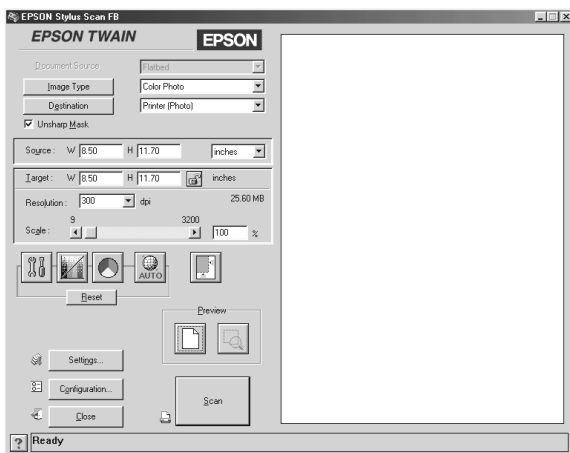 EPSON Stylus Scan FB
EPSON TWAIN EPSON
Document Source Flatbed
Image Type Color Photo
Destination Printer (Photo)
Unsharp Mask
Source : W 8.50 H 11.70 inches
Target : W 8.50 H 11.70 inches
Resolution : 300 dpi 25.60 MB
9 3200
Scale : 100 %
AUTO
Reset
Preview
Settings...
Configuration...
Scan
Close
? Ready